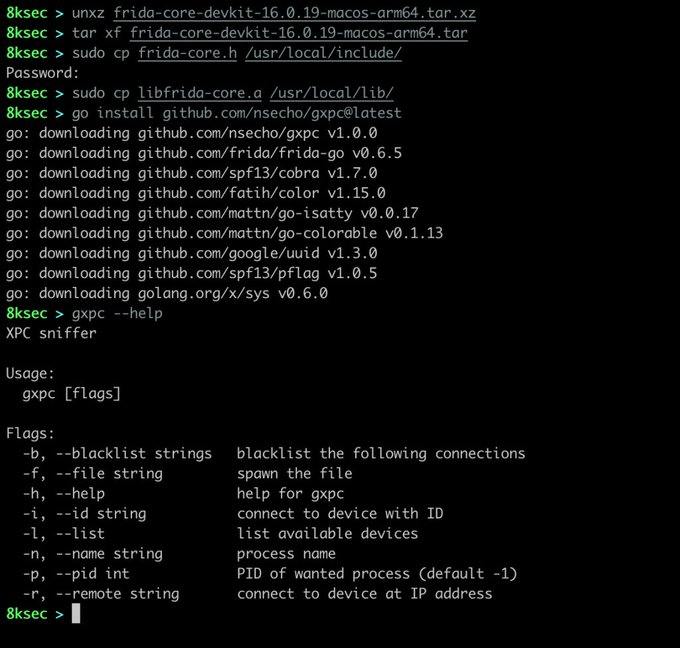 8ksec > unxz frida-core-devkit-16.0.19-macos-arm64.tar.xz
8ksec > tar xf frida-core-devkit-16.0.19-macos-arm64.tar
8ksec > sudo cp frida-core.h /usr/local/include/
Password:
8ksec > sudo cp libfrida-core.a /usr/local/lib/
8ksec > go install github.com/nsecho/gxpc@latest
go: downloading github.com/nsecho/gxpc v1.0.0
go: downloading github.com/frida/frida-go v0.6.5
go: downloading github.com/spf13/cobra v1.7.0
go: downloading github.com/fatih/color v1.15.0
go: downloading github.com/mattn/go-isatty v0.0.17
go: downloading github.com/mattn/go-colorable v0.1.13
go: downloading github.com/google/uuid v1.3.0
go: downloading github.com/spf13/pflag v1.0.5
go: downloading golang.org/x/sys v0.6.0
8ksec > gxpc --help
XPC sniffer
Usage:
  gxpc [flags]
Flags:
  -b, --blacklist strings   blacklist the following connections
  -f, --file string         spawn the file
  -h, --help                help for gxpc
  -i, --id string           connect to device with ID
  -l, --list                list available devices
  -n, --name string         process name
  -p, --pid int             PID of wanted process (default -1)
  -r, --remote string       connect to device at IP address
8ksec >